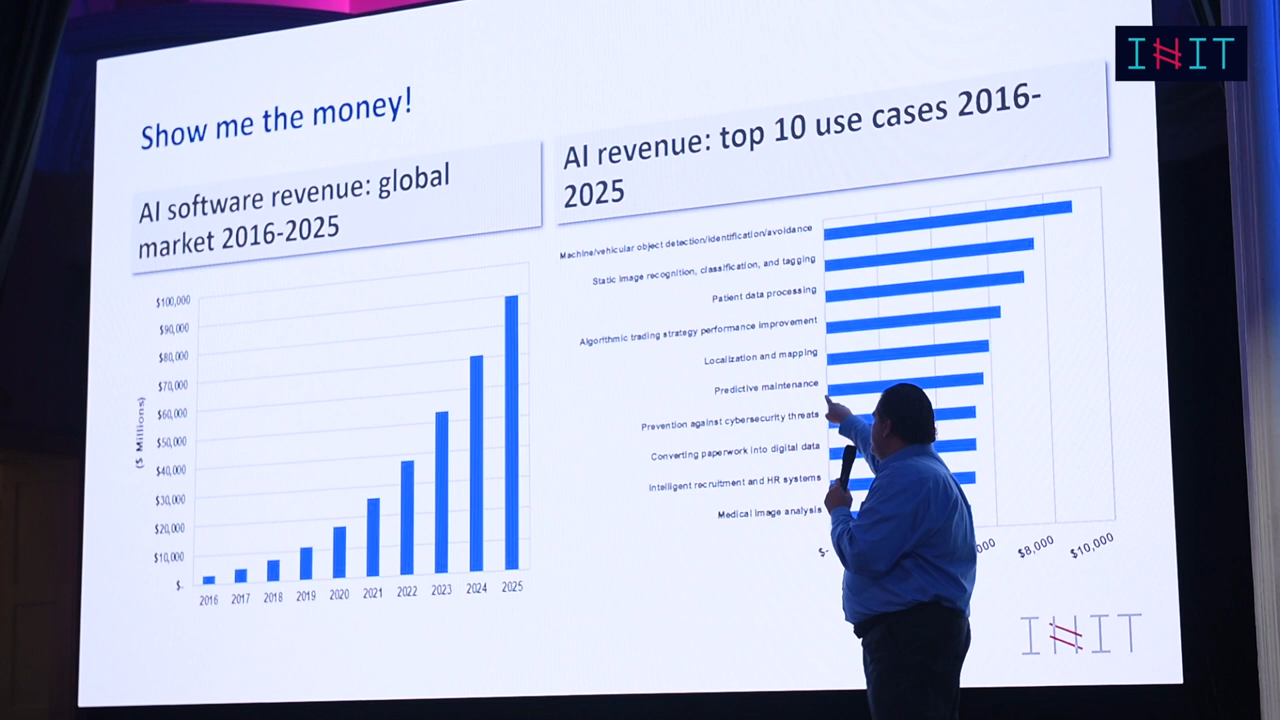 INIT
Show me the money!
AI software revenue: global
market 2016-2025
$100,000
$90,000
$80,000
$70,000
$60,000
$50,000
$40,000
$30,000
$20,000
$10,000
$-
($ Millions)
2016 2017 2018 2019 2020 2021 2022 2023 2024 2025
AI revenue: top 10 use cases 2016-
2025
Machine/vehicular object detection/identification/avoidance
Static image recognition, classification, and tagging
Patient data processing
Algorithmic trading strategy performance improvement
Localization and mapping
Predictive maintenance
Prevention against cybersecurity threats
Converting paperwork into digital data
Intelligent recruitment and HR systems
Medical image analysis
$- $8,000 $10,000
INIT